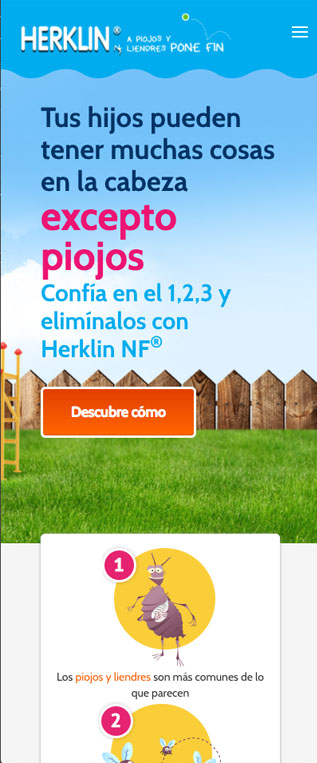 HERKLIN®
A PIOJOS Y
LIENDRES PONE FIN
Tus hijos pueden
tener muchas cosas
en la cabeza
excepto
piojos
Confía en el 1,2,3 y
elimínalos con
Herklin NF®
Descubre cómo
1
Los piojos y liendres son más comunes de lo
que parecen
2